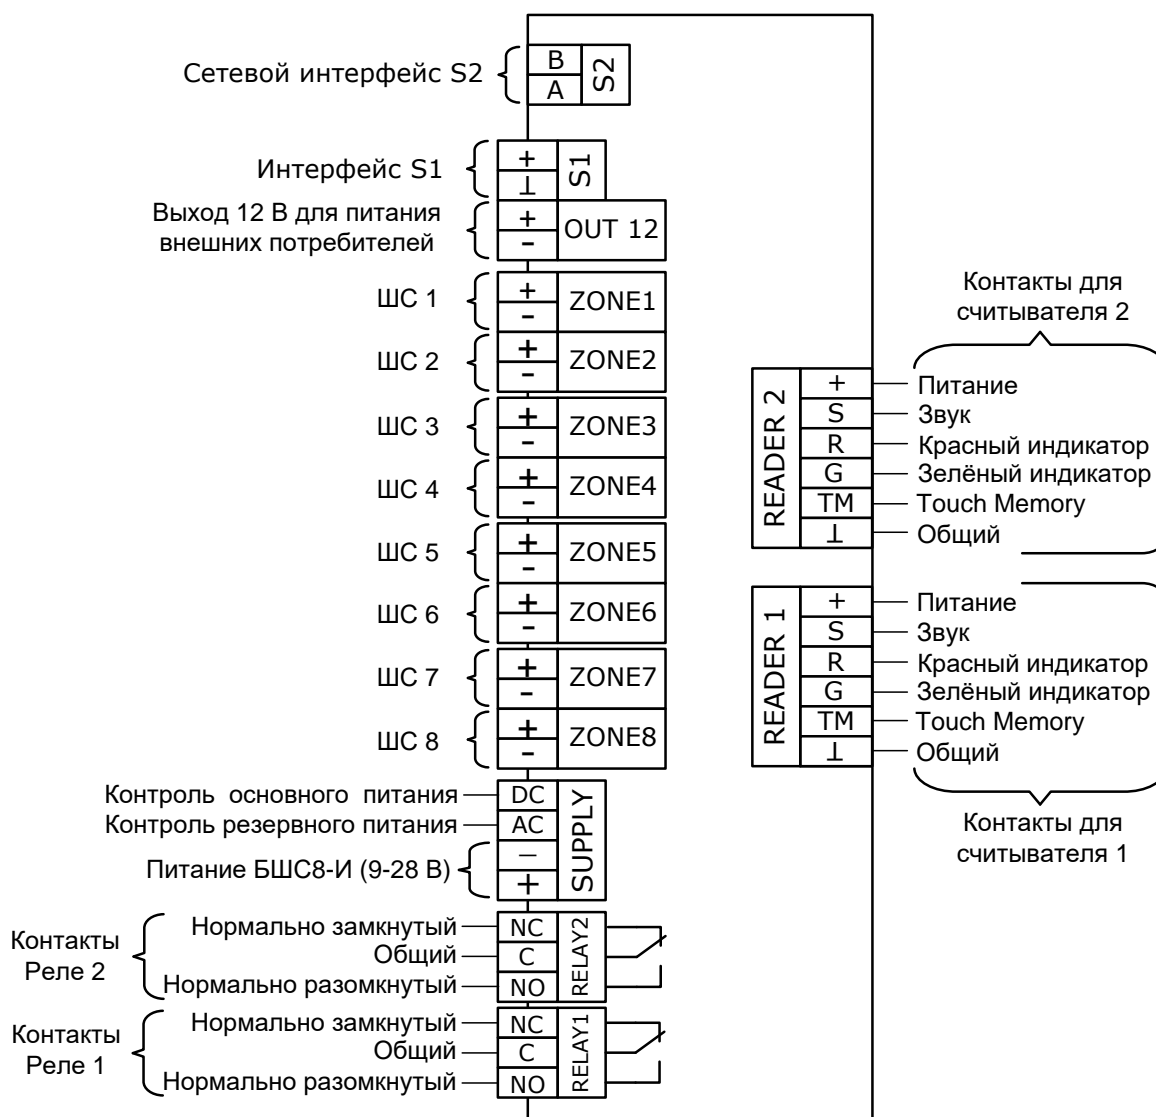 Сетевой интерфейс S2
B
A
S2
Интерфейс S1
+
⊥
S1
Выход 12 В для питания
внешних потребителей
+
–
OUT 12
ШС 1
+
–
ZONE1
ШС 2
+
–
ZONE2
ШС 3
+
–
ZONE3
ШС 4
+
–
ZONE4
ШС 5
+
–
ZONE5
ШС 6
+
–
ZONE6
ШС 7
+
–
ZONE7
ШС 8
+
–
ZONE8
Контроль основного питания
DC
Контроль резервного питания
AC
Питание БШС8-И (9-28 В)
–
+
SUPPLY
Контакты
Реле 2
Нормально замкнутый
NC
Общий
C
Нормально разомкнутый
NO
RELAY2
Контакты
Реле 1
Нормально замкнутый
NC
Общий
C
Нормально разомкнутый
NO
RELAY1
Контакты для
считывателя 2
READER 2
+ Питание
S Звук
R Красный индикатор
G Зелёный индикатор
TM Touch Memory
⊥ Общий
READER 1
+ Питание
S Звук
R Красный индикатор
G Зелёный индикатор
TM Touch Memory
⊥ Общий
Контакты для
считывателя 1